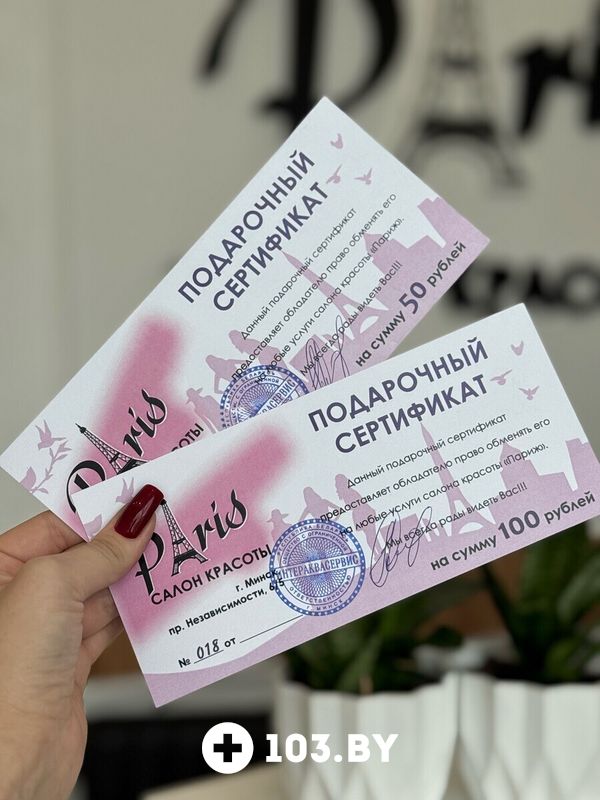 ПОДАРОЧНЫЙ
СЕРТИФИКАТ
Данный подарочный сертификат
предоставляет обладателю право обменять его
на любые услуги салона красоты «Париж».
Мы всегда рады видеть Вас!!!
на сумму 50 рублей
Paris
ПОДАРОЧНЫЙ
СЕРТИФИКАТ
Данный подарочный сертификат
предоставляет обладателю право обменять его
на любые услуги салона красоты «Париж».
Мы всегда рады видеть Вас!!!
на сумму 100 рублей
Paris
САЛОН КРАСОТЫ
г. Минск,
пр. Независимости,
№ 018 от
ИНТЕРАКВАСЕРВИС
103.BY